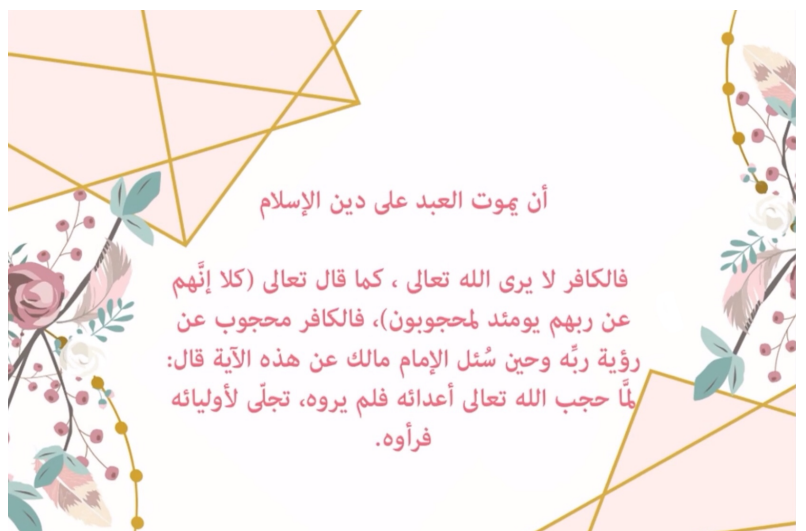 أن يموت العبد على دين الإسلام
فالكافر لا يرى الله تعالى ، كما قال تعالى (كلا إنَّهم
عن ربهم يومئد لمحجوبون)، فالكافر محجوب عن
رؤية ربِّه وحين سُئل الإمام مالك عن هذه الآية قال:
لمَّا حجب الله تعالى أعدائه فلم يروه، تجلّى لأوليائه
فرأوه.